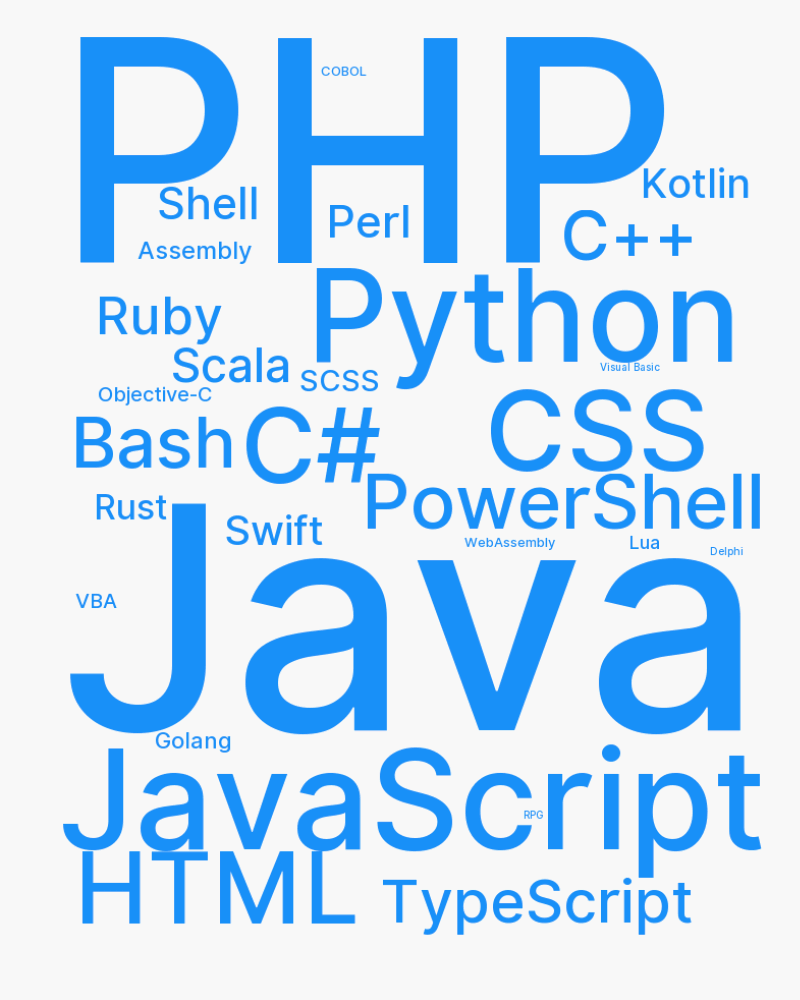 PHP
COBOL
Kotlin
Shell
Perl
C++
Assembly
Python
Ruby
Scala
SCSS
Visual Basic
Objective-C
CSS
Bash
C#
PowerShell
Rust
Swift
WebAssembly
Lua
Delphi
Java
VBA
Golang
JavaScript
RPG
HTML
TypeScript